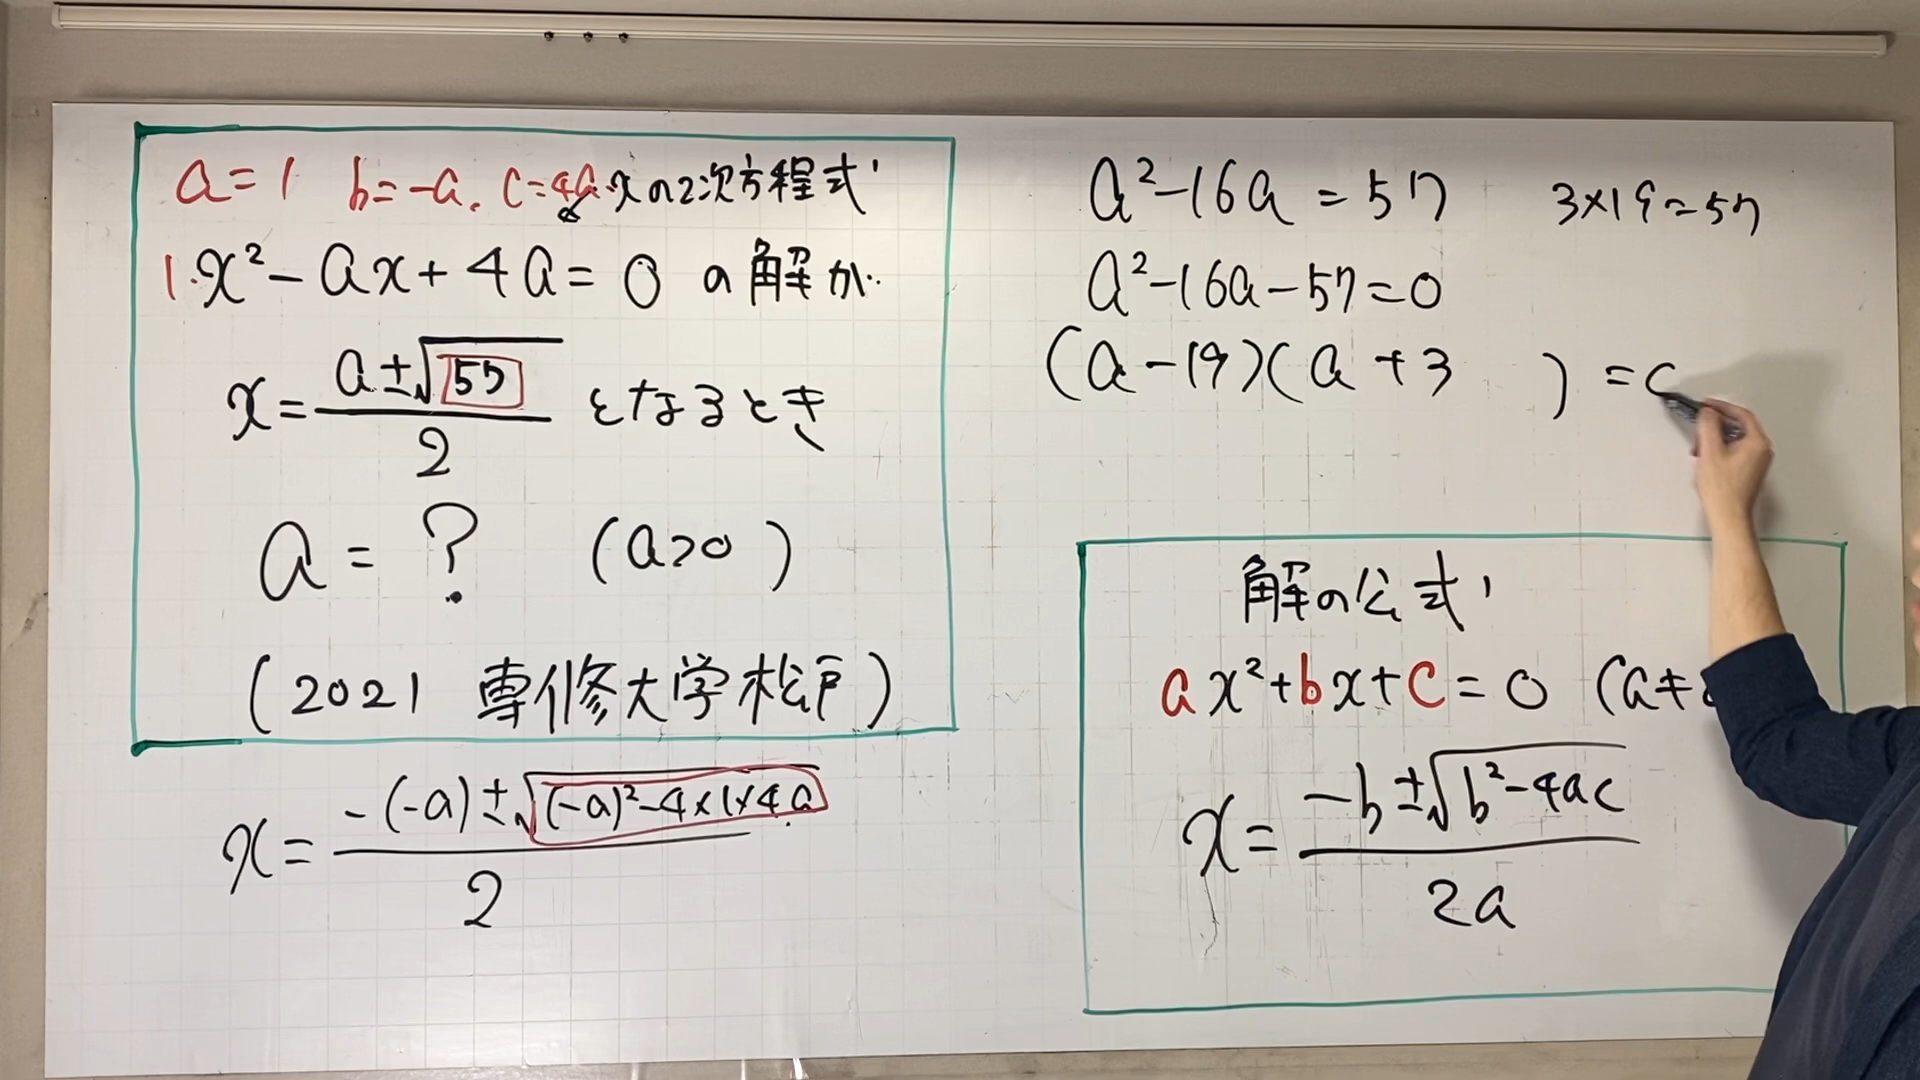 a=1 b=-a. c=4a xの2次方程式
1・x²-ax+4a=0 の解が
x=(a±√57)/2 となるとき、
a=? (a>0)
(2021 専修大学松戸)
x=(-(-a)±√((-a)²-4×1×4a))/2
a²-16a=57 3×19=57
a²-16a-57=0
(a-19)(a+3 )=
解の公式
ax²+bx+c=0 (a≠
x=(-b±√(b²-4ac))/2a